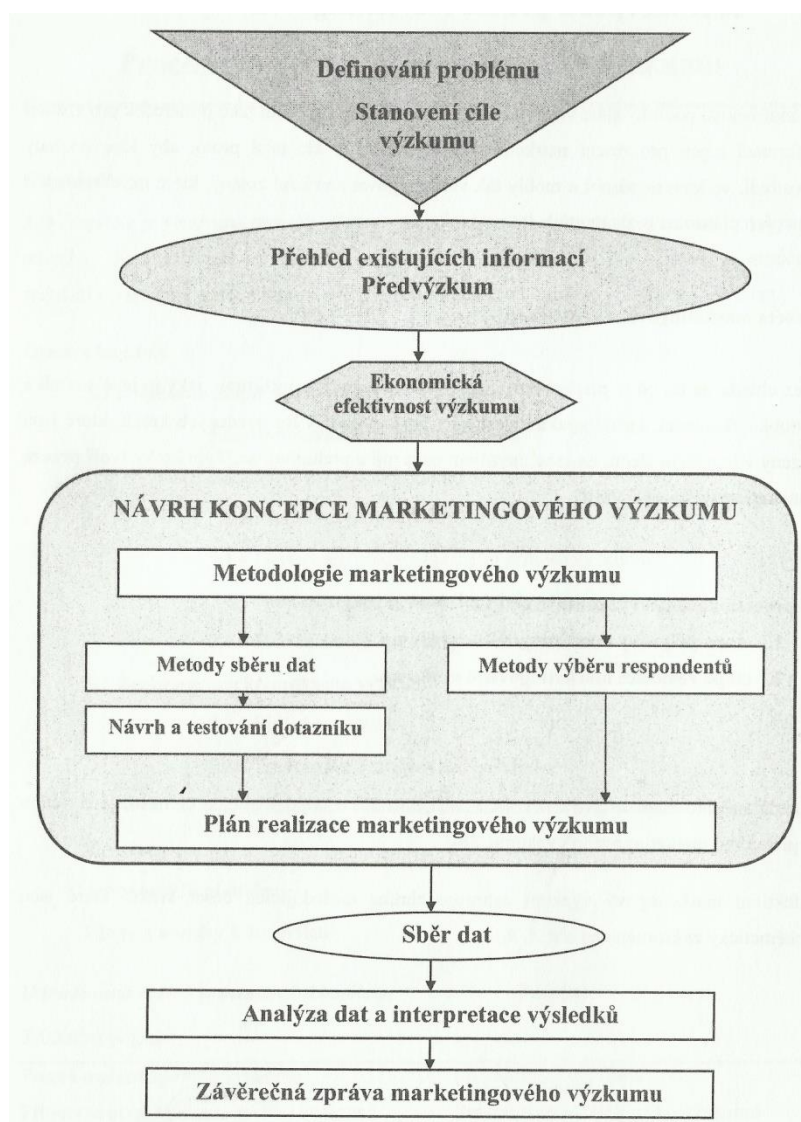 Definování problému
Stanovení cíle
výzkumu
Přehled existujících informací
Předvýzkum
Ekonomická
efektivnost výzkumu
NÁVRH KONCEPCE MARKETINGOVÉHO VÝZKUMU
Metodologie marketingového výzkumu
Metody sběru dat
Metody výběru respondentů
Návrh a testování dotazníku
Plán realizace marketingového výzkumu
Sběr dat
Analýza dat a interpretace výsledků
Závěrečná zpráva marketingového výzkumu